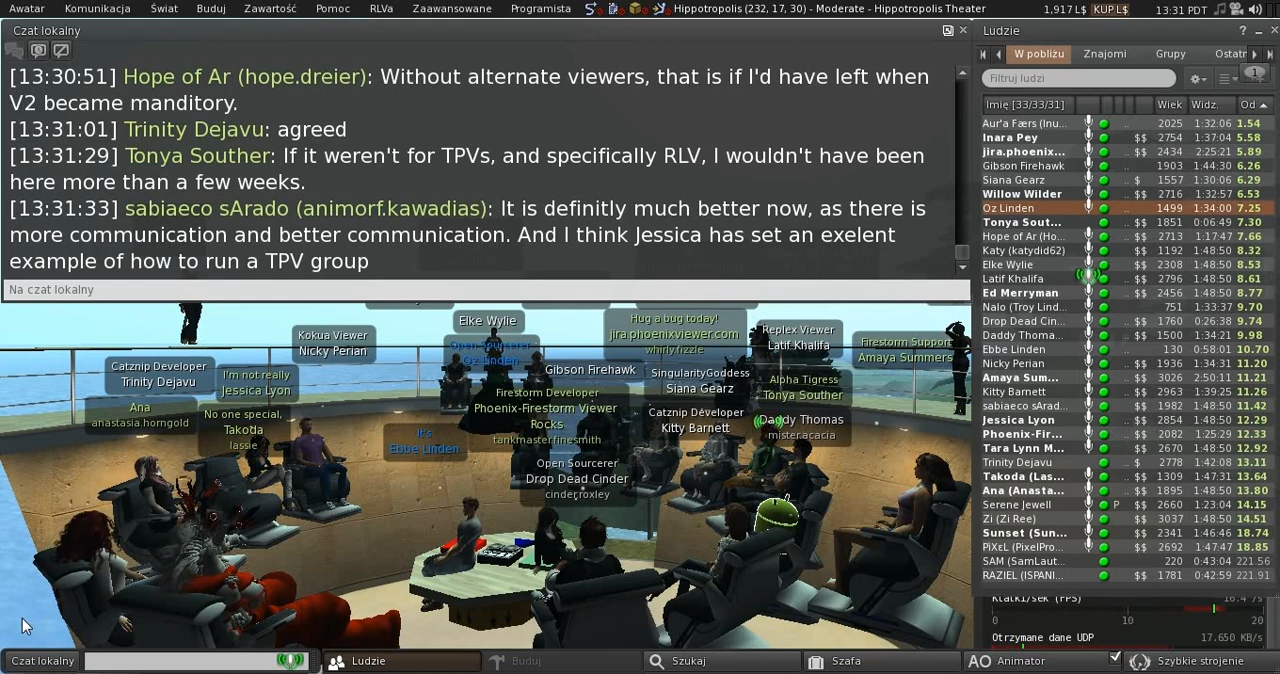 Awatar Komunikacja Świat Buduj Zawartość Pomoc RLVa Zaawansowane Programista Hippotropolis (232, 17, 30) - Moderate - Hippotropolis Theater 1,917 L$ KUP L$ 13:31 PDT
Czat lokalny
[13:30:51] Hope of Ar (hope.dreier): Without alternate viewers, that is if I'd have left when
V2 became manditory.
[13:31:01] Trinity Dejavu: agreed
[13:31:29] Tonya Souther: If it weren't for TPVs, and specifically RLV, I wouldn't have been
here more than a few weeks.
[13:31:33] sabiaeco sArado (animorf.kawadias): It is definitly much better now, as there is
more communication and better communication. And I think Jessica has set an exelent
example of how to run a TPV group
Na czat lokalny
Elke Wylie
Kokua Viewer
Nicky Perian
Open Sourcerer
Oz Linden
Hug a bug today!
jira.phoenixviewer.com
whirly.fizzle
Replex Viewer
Latif Khalifa
Firestorm Support
Amaya Summers
Catznip Developer
Trinity Dejavu
I'm not really
Jessica Lyon
Gibson Firehawk
SingularityGoddess
Siana Gearz
Alpha Tigress
Tonya Souther
Ana
anastasia.horngold
No one special,
Takoda
lassie
Firestorm Developer
Phoenix-Firestorm Viewer
Rocks
tankmaster.finesmith
Catznip Developer
Kitty Barnett
Daddy Thomas
mister.acacia
It's
Ebbe Linden
Open Sourcerer
Drop Dead Cinder
cinder.roxley
Ludzie
W pobliżu Znajomi Grupy Ostatr
Filtruj ludzi
1
Imię [33/33/31] Wiek Widz. Od
Aur'a Færs (Inu... .. 2025 1:32:06 1.54
Inara Pey .. $$ 2754 1:37:04 5.58
jira.phoenix... .. $$ 2434 2:25:21 5.89
Gibson Firehawk .. 1903 1:44:30 6.26
Siana Gearz .. $ 1557 1:30:06 6.29
Willow Wilder .. $$ 2716 1:32:57 6.53
Oz Linden 1499 1:34:00 7.25
Tonya Sout... .. $$ 1851 0:06:49 7.30
Hope of Ar (Ho... .. $$ 2713 1:17:47 7.66
Katy (katydid62) .. $$ 1192 1:48:50 8.32
Elke Wylie .. $$ 2308 1:48:50 8.53
Latif Khalifa .. $$ 2796 1:48:50 8.61
Ed Merryman .. $$ 2456 1:48:50 8.77
Nalo (Troy Lind... .. 751 1:33:37 9.70
Drop Dead Cin... .. $$ 1760 0:26:38 9.74
Daddy Thoma... .. $$ 1500 1:34:21 9.98
Ebbe Linden .. 130 0:58:01 10.70
Nicky Perian .. $$ 1936 1:34:31 11.20
Amaya Sum... .. $$ 3026 2:50:11 11.21
Kitty Barnett .. $$ 2963 1:39:25 11.26
sabiaeco sArad... .. $$ 1982 1:48:50 11.42
Jessica Lyon .. $$ 2854 1:48:50 12.29
Phoenix-Fir... .. $$ 2082 1:25:29 12.33
Tara Lynn M... .. $$ 2670 1:48:50 12.92
Trinity Dejavu .. $ 2778 1:42:08 13.11
Takoda (Las... .. $$ 1309 1:47:31 13.64
Ana (Anasta... .. $$ 1895 1:48:50 13.80
Serene Jewell P $$ 2660 1:23:04 14.15
Zi (Zi Ree) $$ 3037 1:48:50 14.51
Sunset (Sun... $$ 2341 1:46:46 18.74
PiXεL (PixelPro... $$ 2692 1:47:47 18.85
SAM (SamLaut... 220 0:43:04 221.56
RAZIEL (ISPANI... $$ 1781 0:42:59 221.91
Klatki/sek (FPS)
0 10 20
Otrzymane dane UDP 17.650 KB/s
Czat lokalny Ludzie Buduj Szukaj Szafa AO Animator Szybkie strojenie